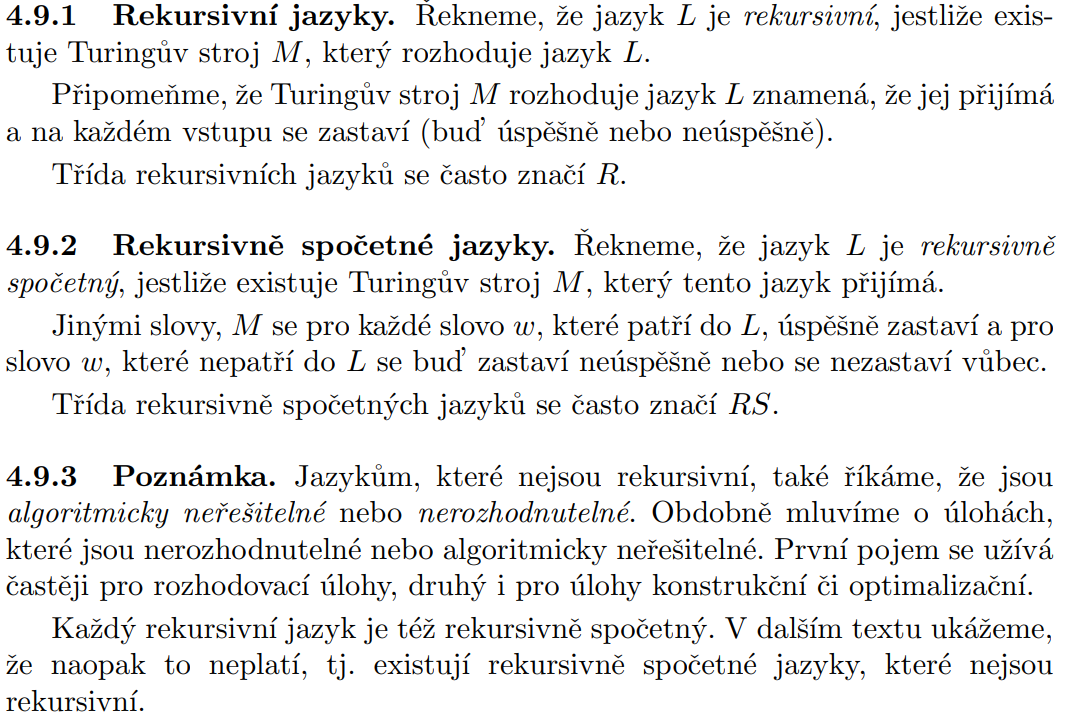 4.9.1 Rekursivní jazyky. Řekneme, že jazyk L je rekursivní, jestliže exis-
tuje Turingův stroj M, který rozhoduje jazyk L.
Připomeňme, že Turingův stroj M rozhoduje jazyk L znamená, že jej přijímá
a na každém vstupu se zastaví (buď úspěšně nebo neúspěšně).
Třída rekursivních jazyků se často značí R.
4.9.2 Rekursivně spočetné jazyky. Řekneme, že jazyk L je rekursivně
spočetný, jestliže existuje Turingův stroj M, který tento jazyk přijímá.
Jinými slovy, M se pro každé slovo w, které patří do L, úspěšně zastaví a pro
slovo w, které nepatří do L se buď zastaví neúspěšně nebo se nezastaví vůbec.
Třída rekursivně spočetných jazyků se často značí RS.
4.9.3 Poznámka. Jazykům, které nejsou rekursivní, také říkáme, že jsou
algoritmicky neřešitelné nebo nerozhodnutelné. Obdobně mluvíme o úlohách,
které jsou nerozhodnutelné nebo algoritmicky neřešitelné. První pojem se užívá
častěji pro rozhodovací úlohy, druhý i pro úlohy konstrukční či optimalizační.
Každý rekursivní jazyk je též rekursivně spočetný. V dalším textu ukážeme,
že naopak to neplatí, tj. existují rekursivně spočetné jazyky, které nejsou
rekursivní.